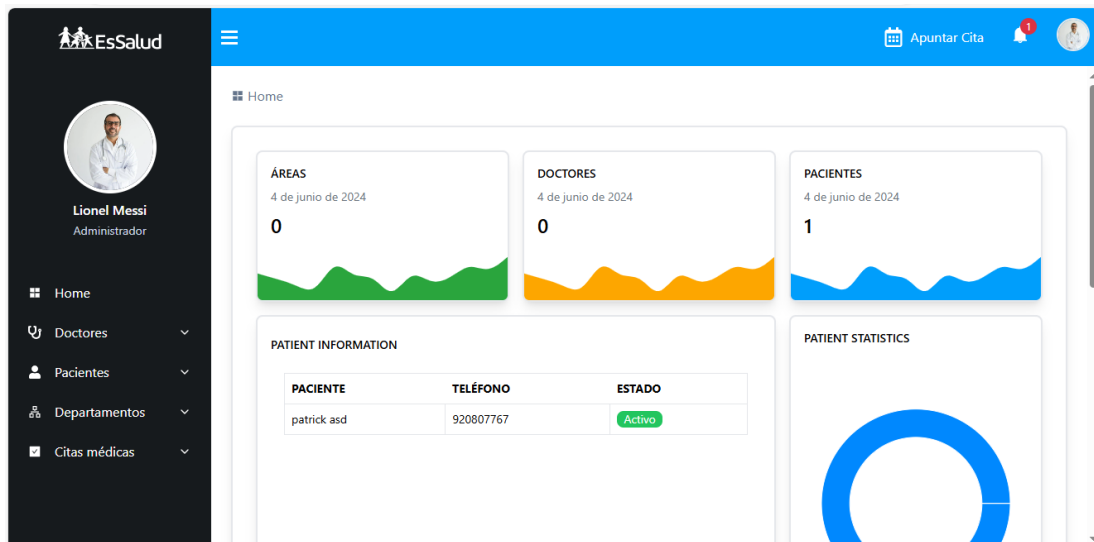 EsSalud
Apuntar Cita
1
Lionel Messi
Administrador
Home
Doctores
Pacientes
Departamentos
Citas médicas
Home
ÁREAS
4 de junio de 2024
0
DOCTORES
4 de junio de 2024
0
PACIENTES
4 de junio de 2024
1
PATIENT INFORMATION
PACIENTE TELÉFONO ESTADO
patrick asd 920807767 Activo
PATIENT STATISTICS